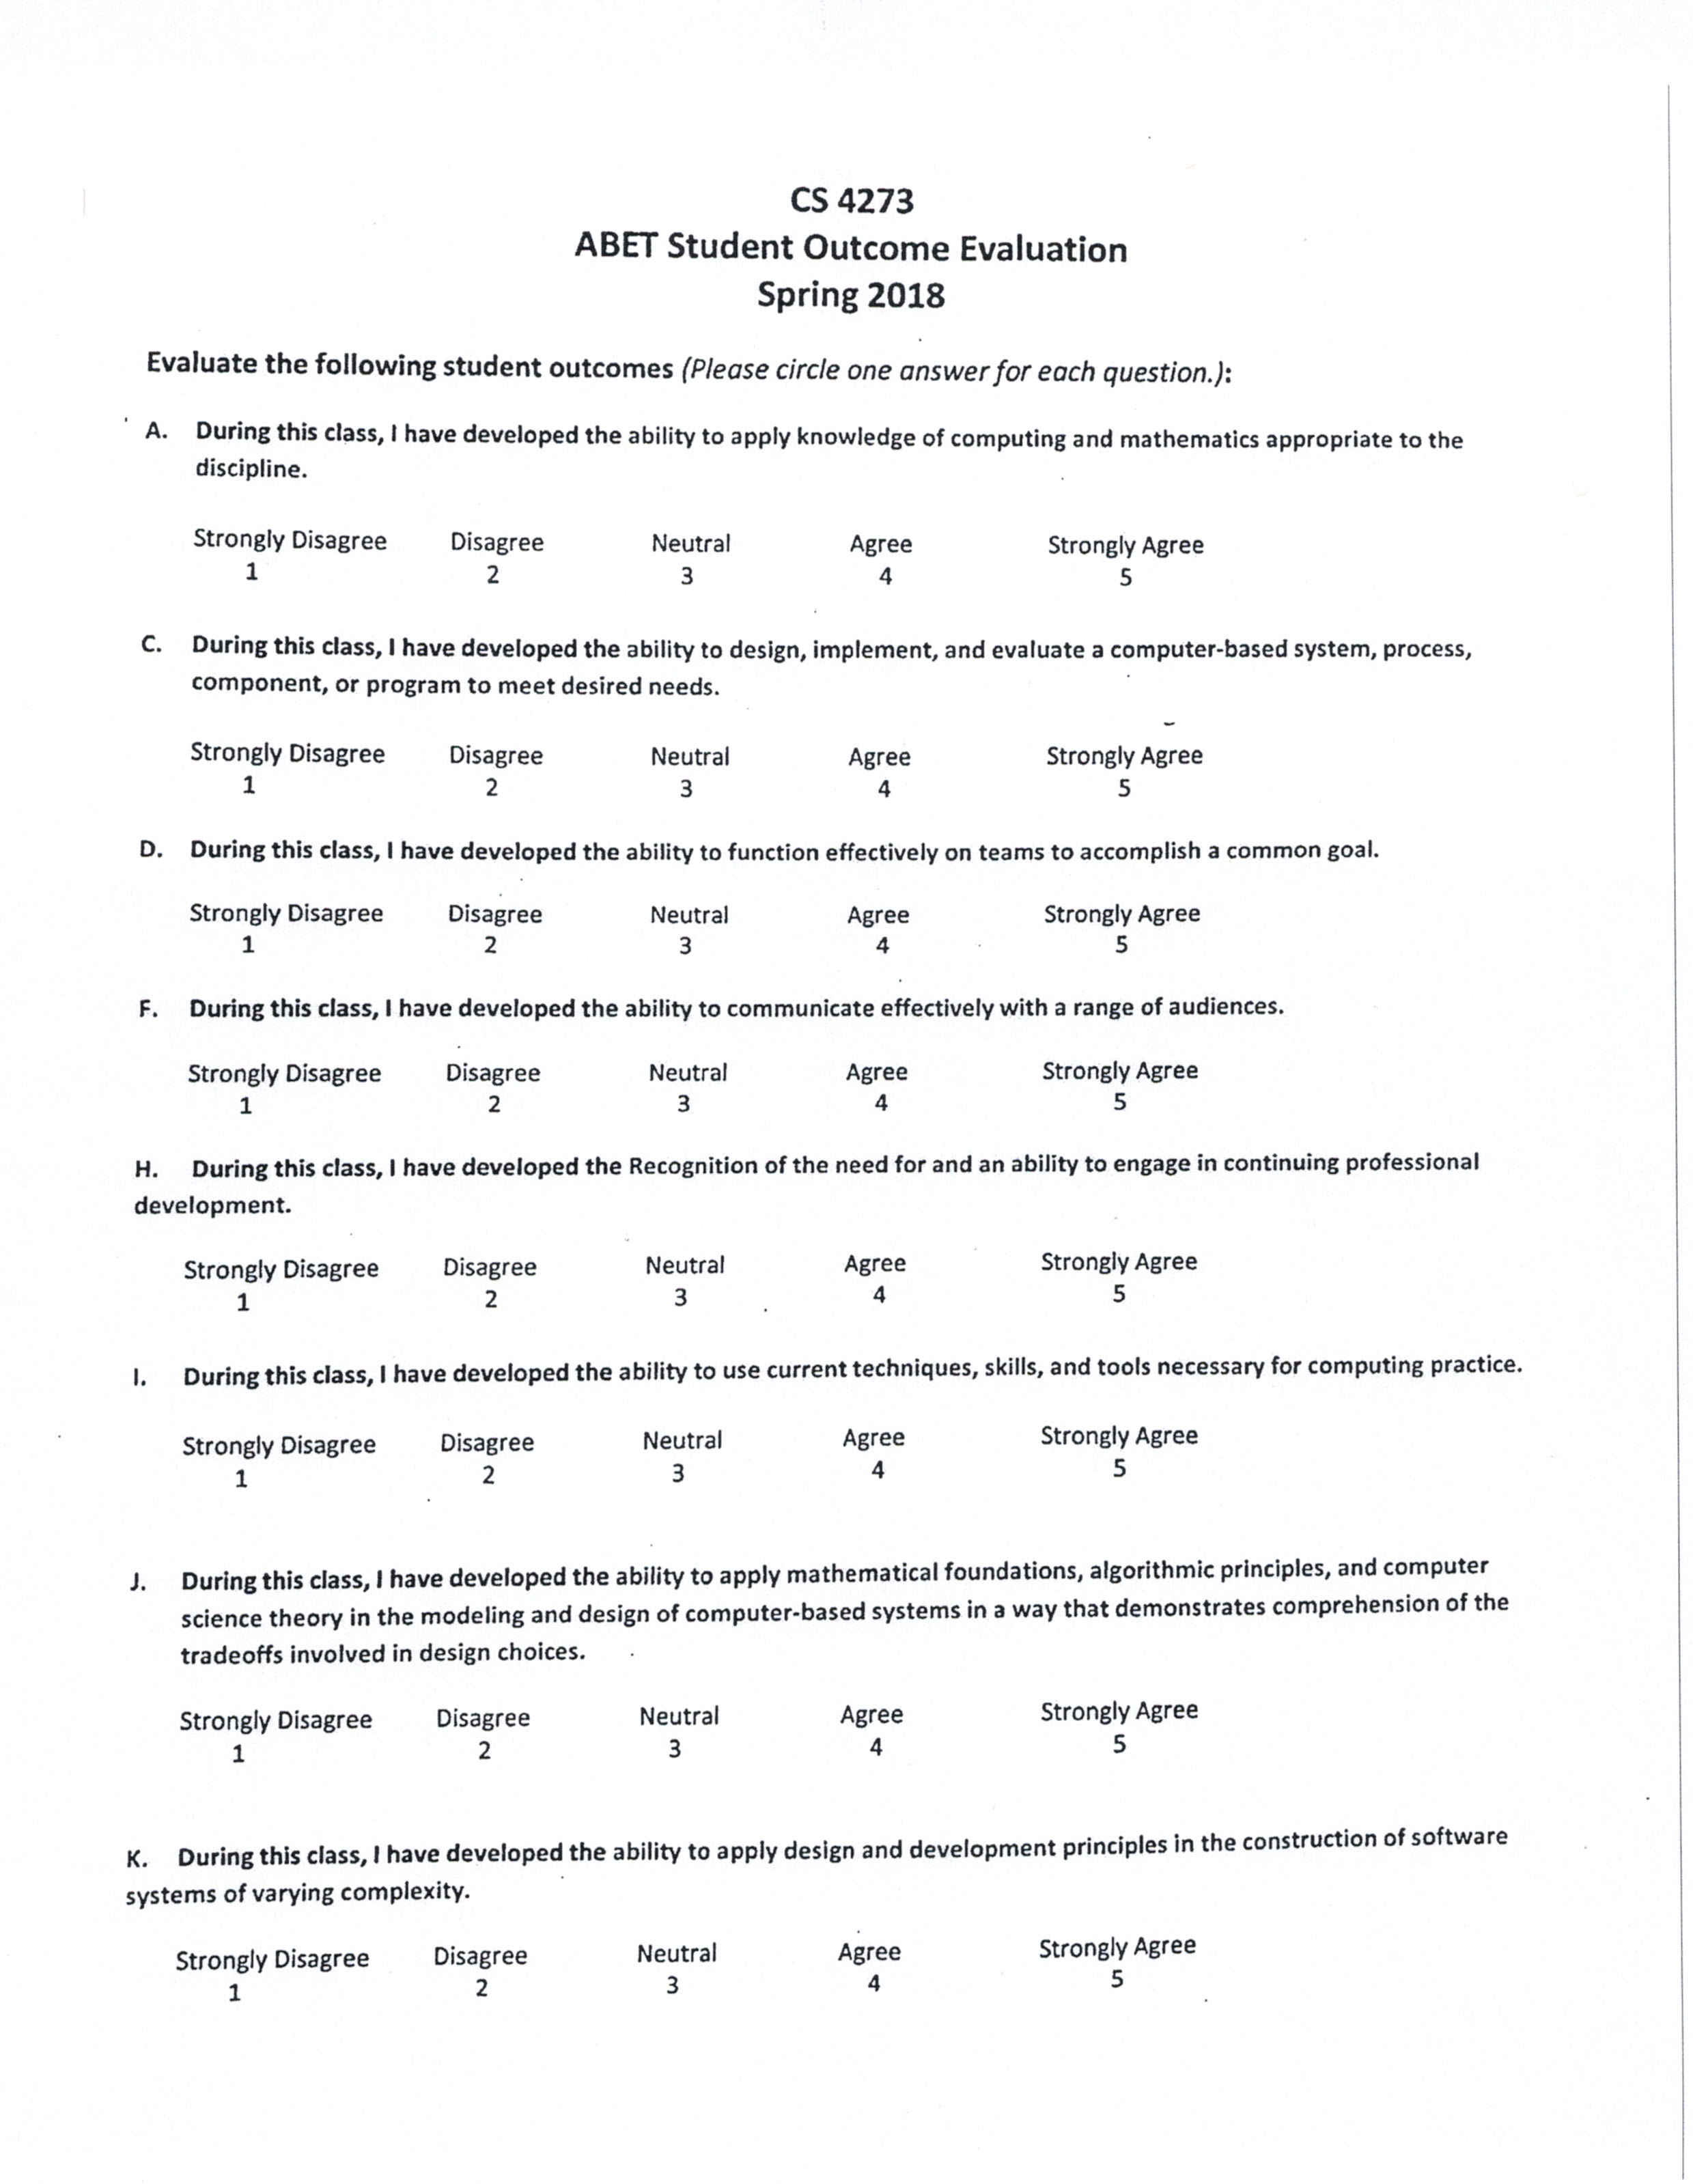 CS 4273
ABET Student Outcome Evaluation
Spring 2018
Evaluate the following student outcomes (Please circle one answer for each question.):
A. During this class, I have developed the ability to apply knowledge of computing and mathematics appropriate to the
discipline.
Strongly Disagree Disagree Neutral Agree Strongly Agree
1 2 3 4 5
C. During this class, I have developed the ability to design, implement, and evaluate a computer-based system, process,
component, or program to meet desired needs.
Strongly Disagree Disagree Neutral Agree Strongly Agree
1 2 3 4 5
D. During this class, I have developed the ability to function effectively on teams to accomplish a common goal.
Strongly Disagree Disagree Neutral Agree Strongly Agree
1 2 3 4 5
F. During this class, I have developed the ability to communicate effectively with a range of audiences.
Strongly Disagree Disagree Neutral Agree Strongly Agree
1 2 3 4 5
H. During this class, I have developed the Recognition of the need for and an ability to engage in continuing professional
development.
Strongly Disagree Disagree Neutral Agree Strongly Agree
1 2 3 4 5
I. During this class, I have developed the ability to use current techniques, skills, and tools necessary for computing practice.
Strongly Disagree Disagree Neutral Agree Strongly Agree
1 2 3 4 5
J. During this class, I have developed the ability to apply mathematical foundations, algorithmic principles, and computer
science theory in the modeling and design of computer-based systems in a way that demonstrates comprehension of the
tradeoffs involved in design choices.
Strongly Disagree Disagree Neutral Agree Strongly Agree
1 2 3 4 5
K. During this class, I have developed the ability to apply design and development principles in the construction of software
systems of varying complexity.
Strongly Disagree Disagree Neutral Agree Strongly Agree
1 2 3 4 5